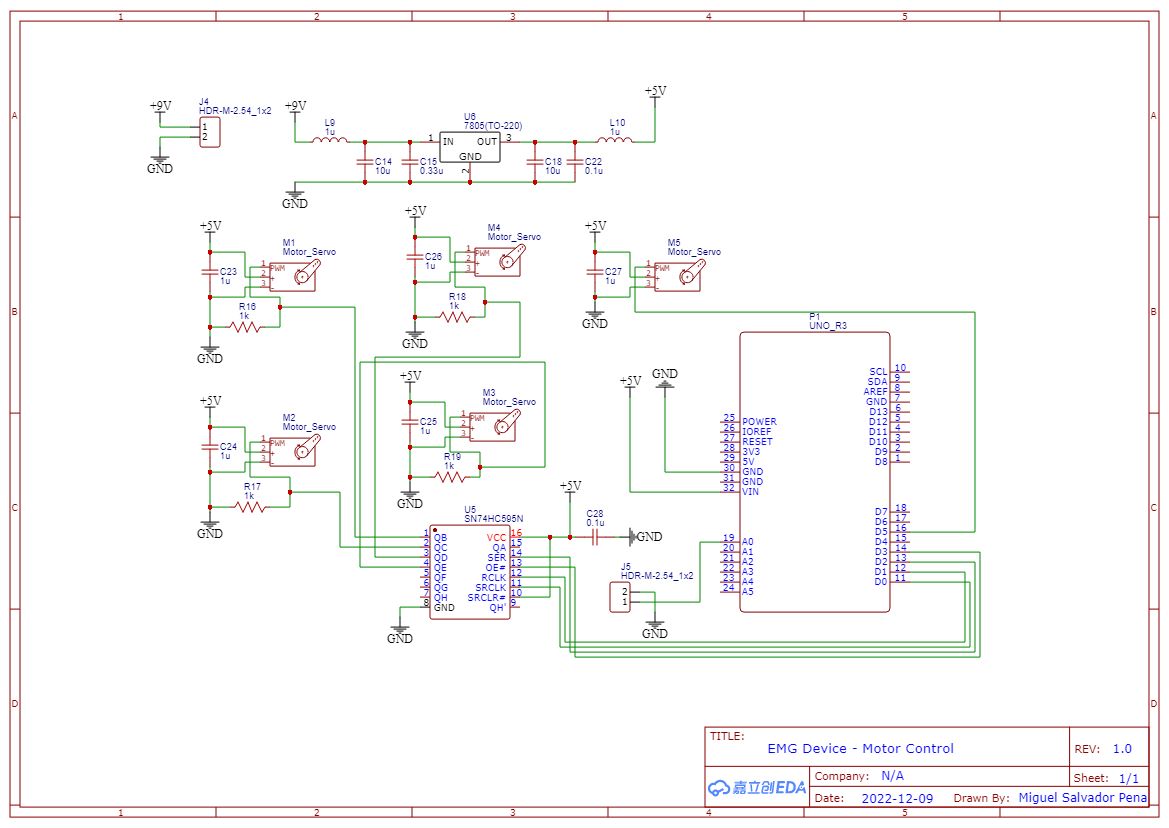 1 2 3 4 5
A A
+9V
J4
HDR-M-2.54_1x2
1
2
GND
+9V
L9
1u
C14
10u
C15
0.33u
U6
7805(TO-220)
1 IN OUT 3
GND
2
C18
10u
C22
0.1u
L10
1u
+5V
GND
B B
+5V
C23
1u
M1
Motor_Servo
1 PWM
2 +
3 -
R16
1k
GND
+5V
C26
1u
M4
Motor_Servo
1 PWM
2 +
3 -
R18
1k
GND
+5V
C27
1u
M5
Motor_Servo
1 PWM
2 +
3 -
GND
+5V
C24
1u
M2
Motor_Servo
1 PWM
2 +
3 -
R17
1k
GND
+5V
C25
1u
M3
Motor_Servo
1 PWM
2 +
3 -
R19
1k
GND
+5V
GND
P1
UNO_R3
25 POWER
26 IOREF
27 RESET
28 3V3
29 5V
30 GND
31 GND
32 VIN
19 A0
20 A1
21 A2
22 A3
23 A4
24 A5
SCL 10
SDA 9
AREF 8
GND 7
D13 6
D12 5
D11 4
D10 3
D9 2
D8 1
D7 18
D6 17
D5 16
D4 15
D3 14
D2 13
D1 12
D0 11
C C
U5
SN74HC595N
1 QB VCC 16
2 QC QA 15
3 QD SER 14
4 QE OE# 13
5 QF RCLK 12
6 QG SRCLK 11
7 QH SRCLR# 10
8 GND QH' 9
GND
+5V
C28
0.1u
GND
J5
HDR-M-2.54_1x2
2
1
GND
D D
TITLE:
EMG Device - Motor Control
REV: 1.0
嘉立创EDA
Company: N/A
Sheet: 1/1
Date: 2022-12-09 Drawn By: Miguel Salvador Pena
1 2 3 4 5